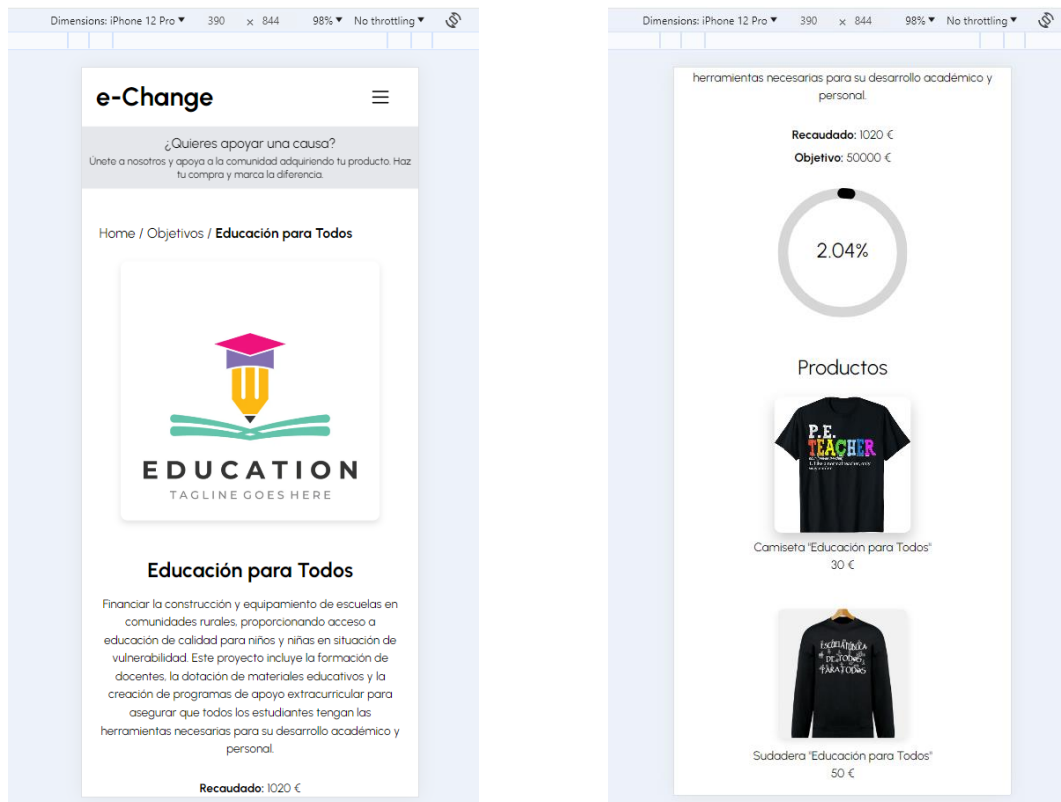 Dimensions: iPhone 12 Pro ▼ 390 x 844 98% ▼ No throttling ▼
e-Change
¿Quieres apoyar una causa?
Únete a nosotros y apoya a la comunidad adquiriendo tu producto. Haz
tu compra y marca la diferencia.
Home / Objetivos / Educación para Todos
EDUCATION
TAGLINE GOES HERE
Educación para Todos
Financiar la construcción y equipamiento de escuelas en
comunidades rurales, proporcionando acceso a
educación de calidad para niños y niñas en situación de
vulnerabilidad. Este proyecto incluye la formación de
docentes, la dotación de materiales educativos y la
creación de programas de apoyo extracurricular para
asegurar que todos los estudiantes tengan las
herramientas necesarias para su desarrollo académico y
personal.
Recaudado: 1020 €
Dimensions: iPhone 12 Pro ▼ 390 x 844 98% ▼ No throttling ▼
herramientas necesarias para su desarrollo académico y
personal.
Recaudado: 1020 €
Objetivo: 50000 €
2.04%
Productos
P.E.
TEACHER
Camiseta "Educación para Todos"
30 €
ESCUELA PÚBLICA
DE TODOS
PARA TODOS
Sudadera "Educación para Todos"
50 €